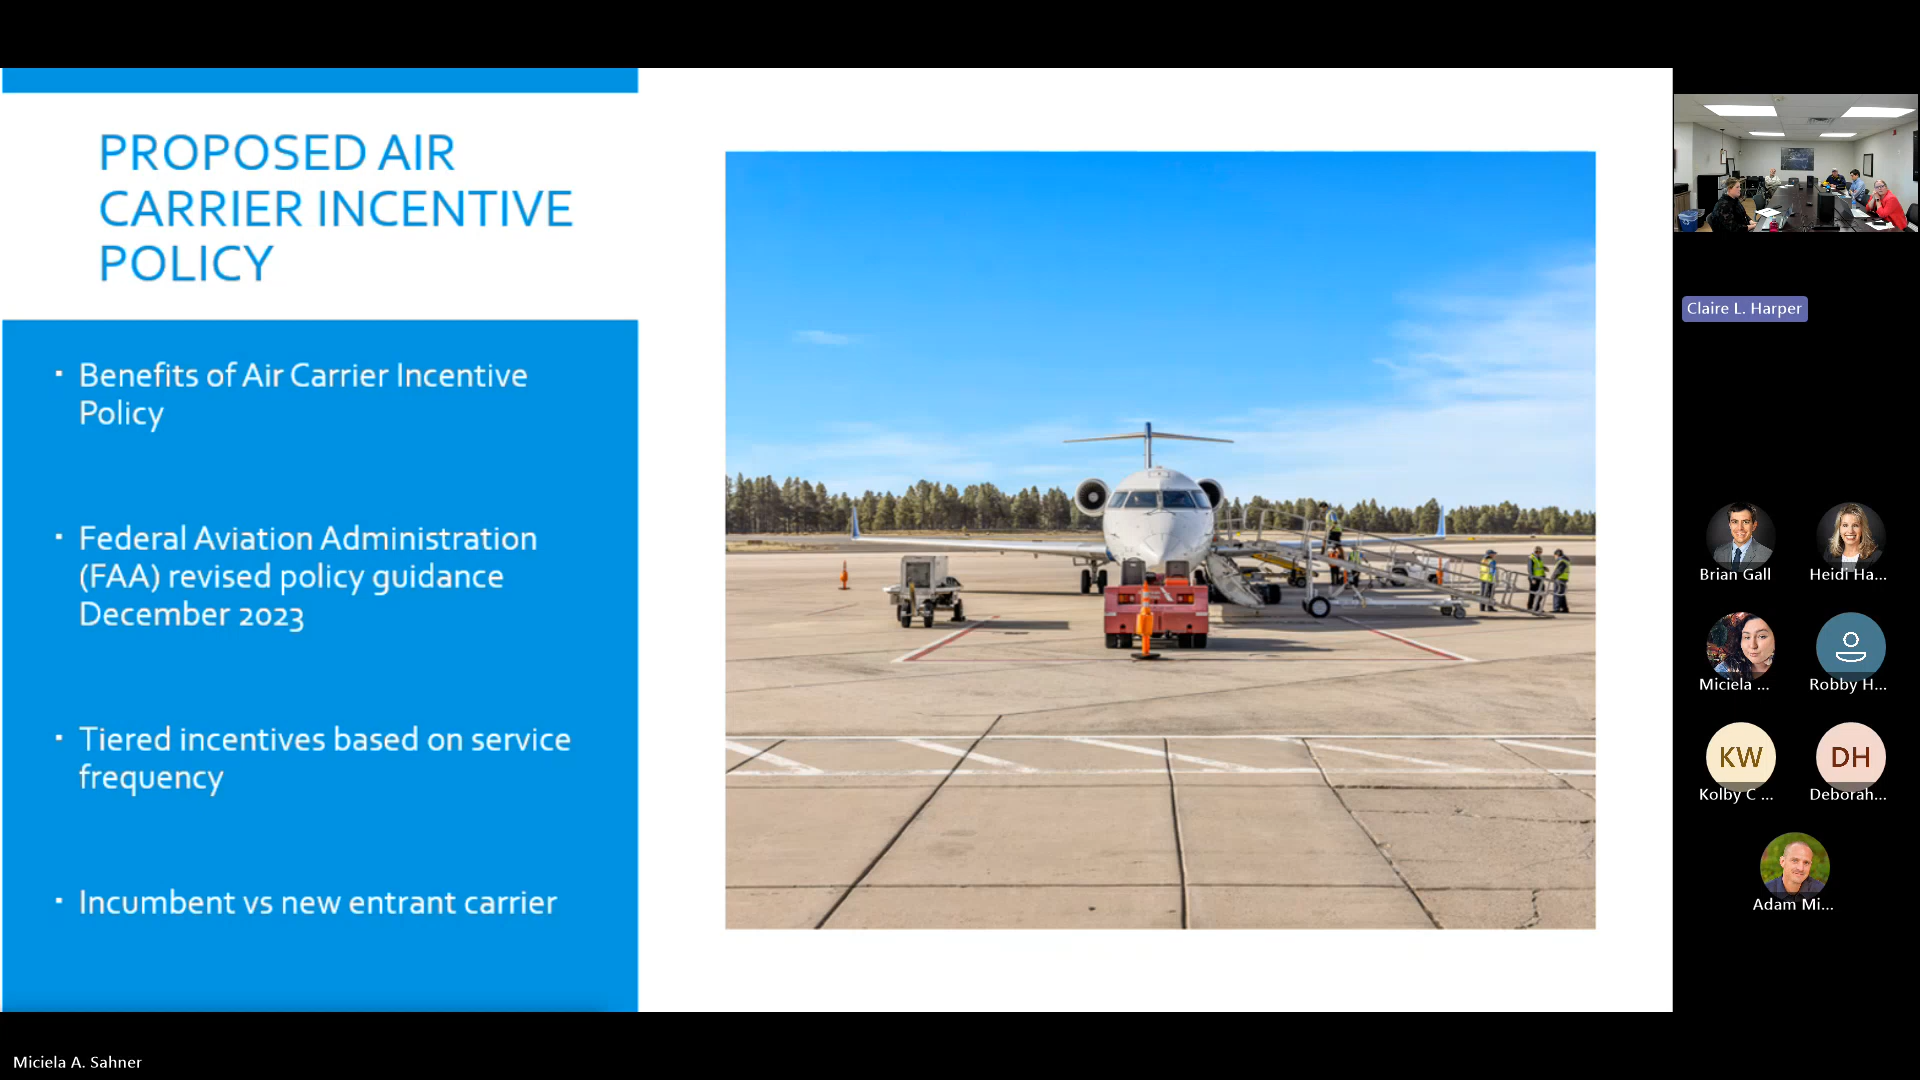 PROPOSED AIR
CARRIER INCENTIVE
POLICY
▪ Benefits of Air Carrier Incentive
Policy
▪ Federal Aviation Administration
(FAA) revised policy guidance
December 2023
▪ Tiered incentives based on service
frequency
▪ Incumbent vs new entrant carrier
Claire L. Harper
Brian Gall
Heidi Ha...
Miciela ...
Robby H...
KW
DH
Kolby C ...
Deborah...
Adam Mi...
Miciela A. Sahner